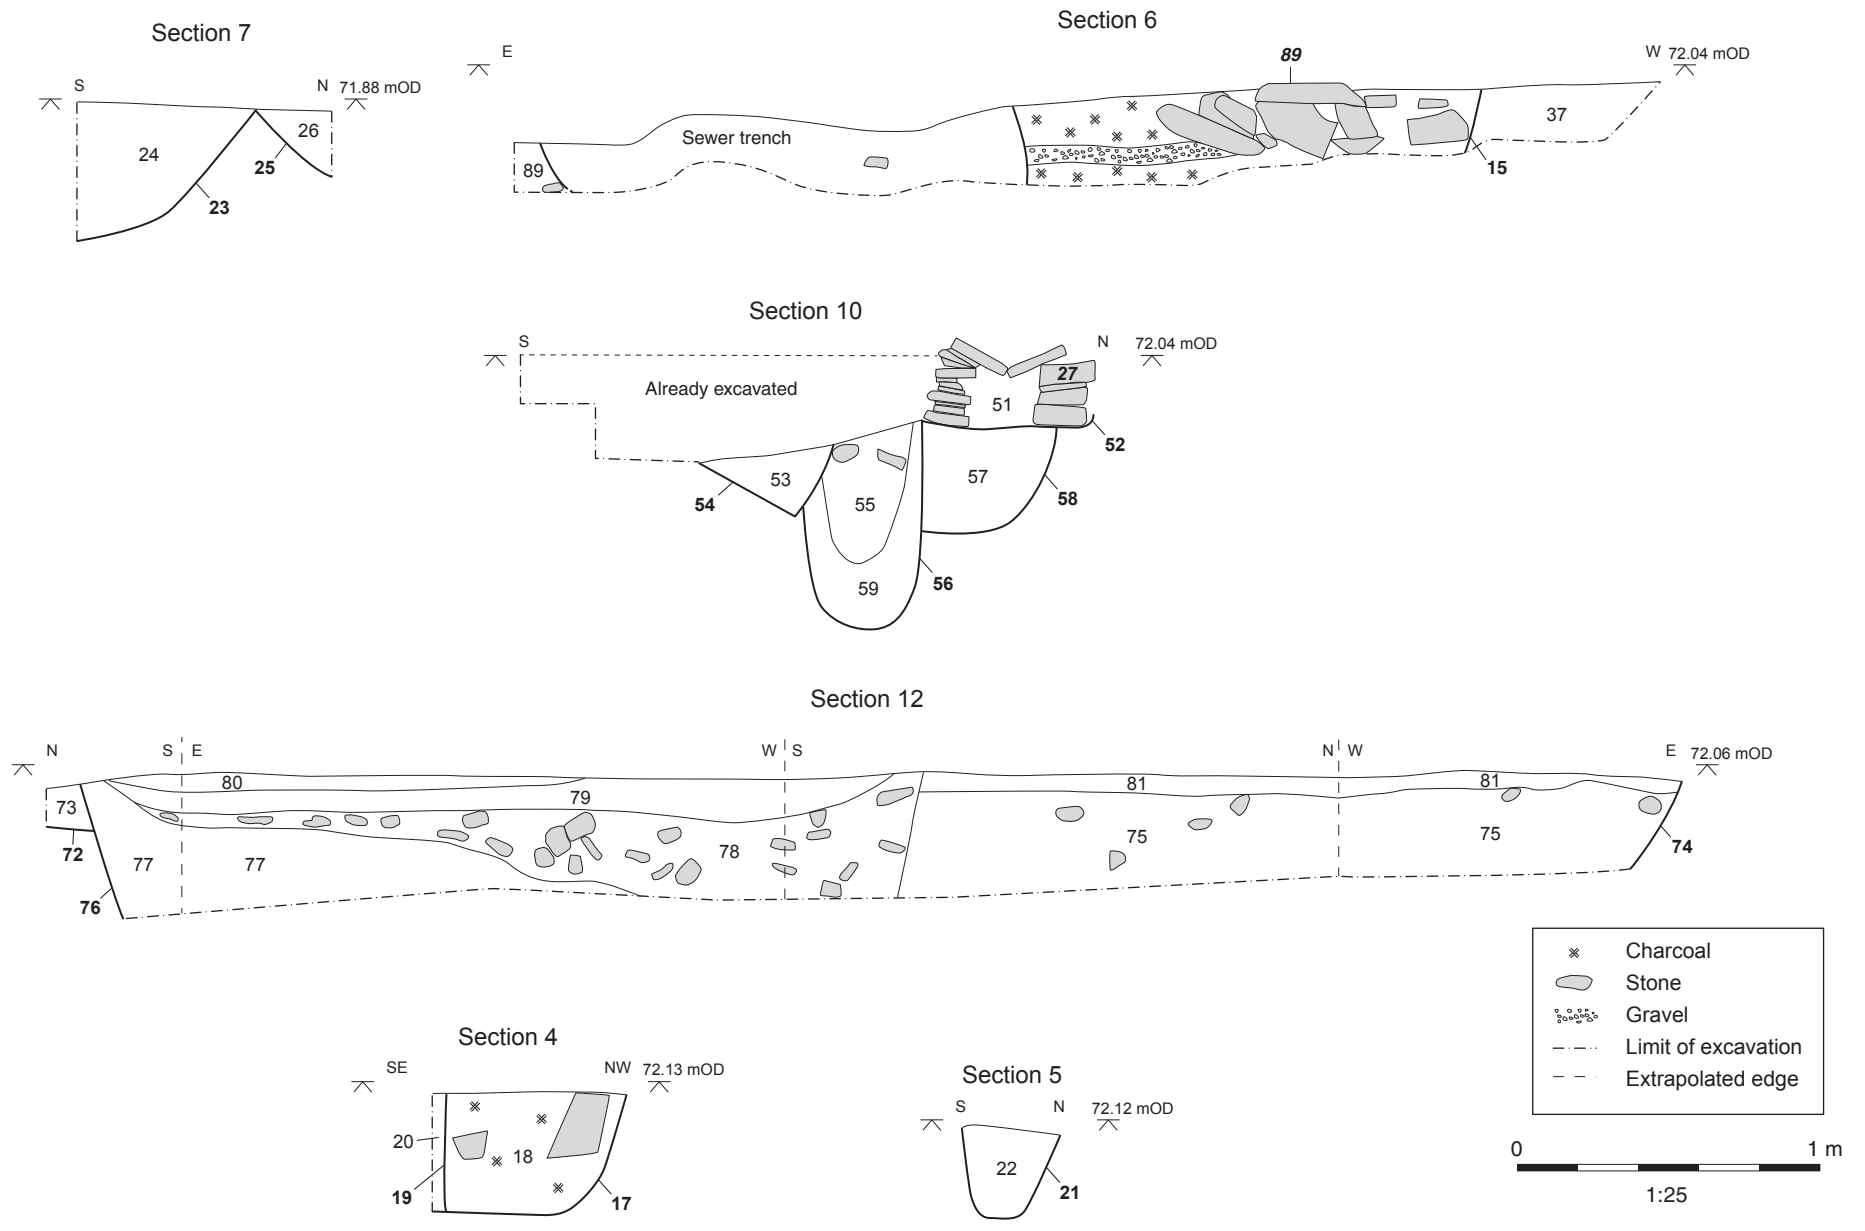 Section 7
S
N 71.88 mOD
24
26
25
23
Section 6
E
89
W 72.04 mOD
Sewer trench
89
37
15
Section 10
S
N 72.04 mOD
Already excavated
27
51
52
53
54
55
57
58
59
56
Section 12
N
S E
W S
N W
E 72.06 mOD
80
79
81
81
73
72
77
77
78
75
75
74
76
Section 4
SE
NW 72.13 mOD
20
18
19
17
Section 5
S
N 72.12 mOD
22
21
Charcoal
Stone
Gravel
Limit of excavation
Extrapolated edge
0 1 m
1:25